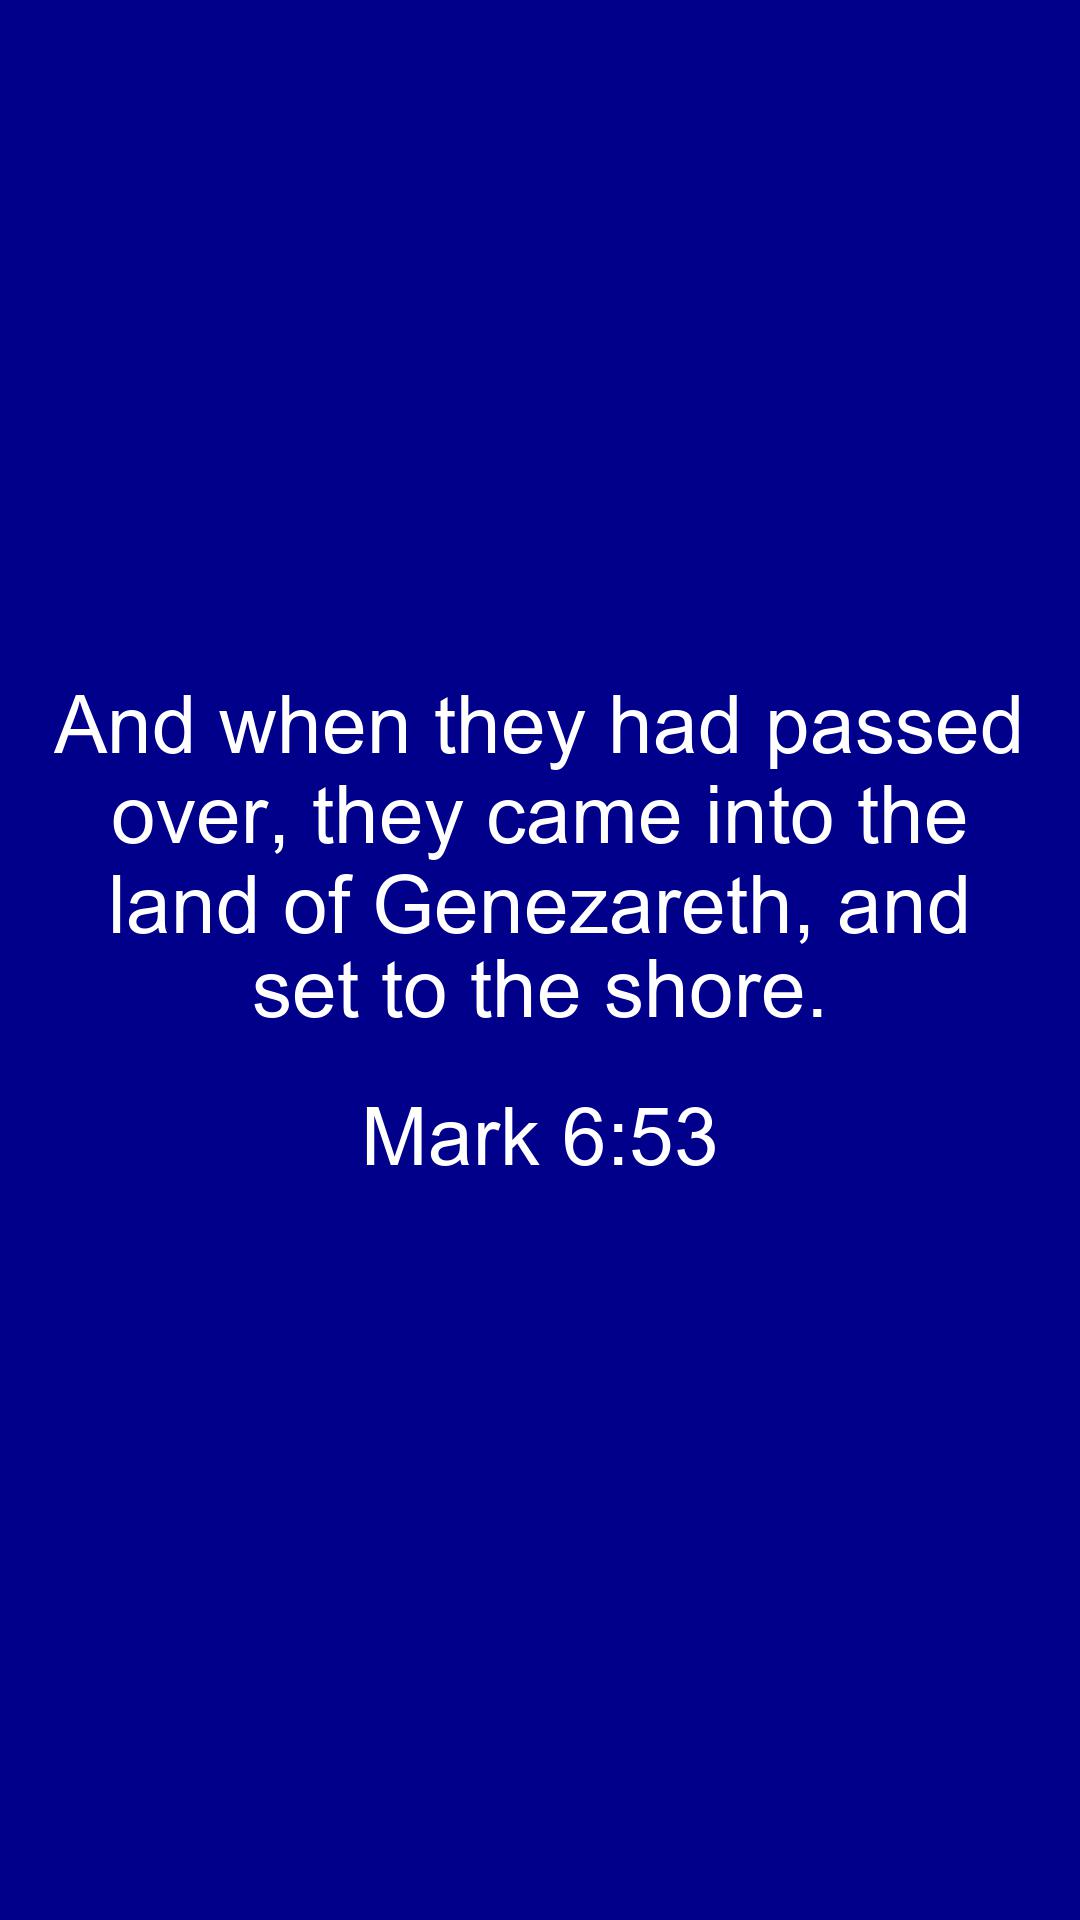 And when they had passed
over, they came into the
land of Genezareth, and
set to the shore.
Mark 6:53